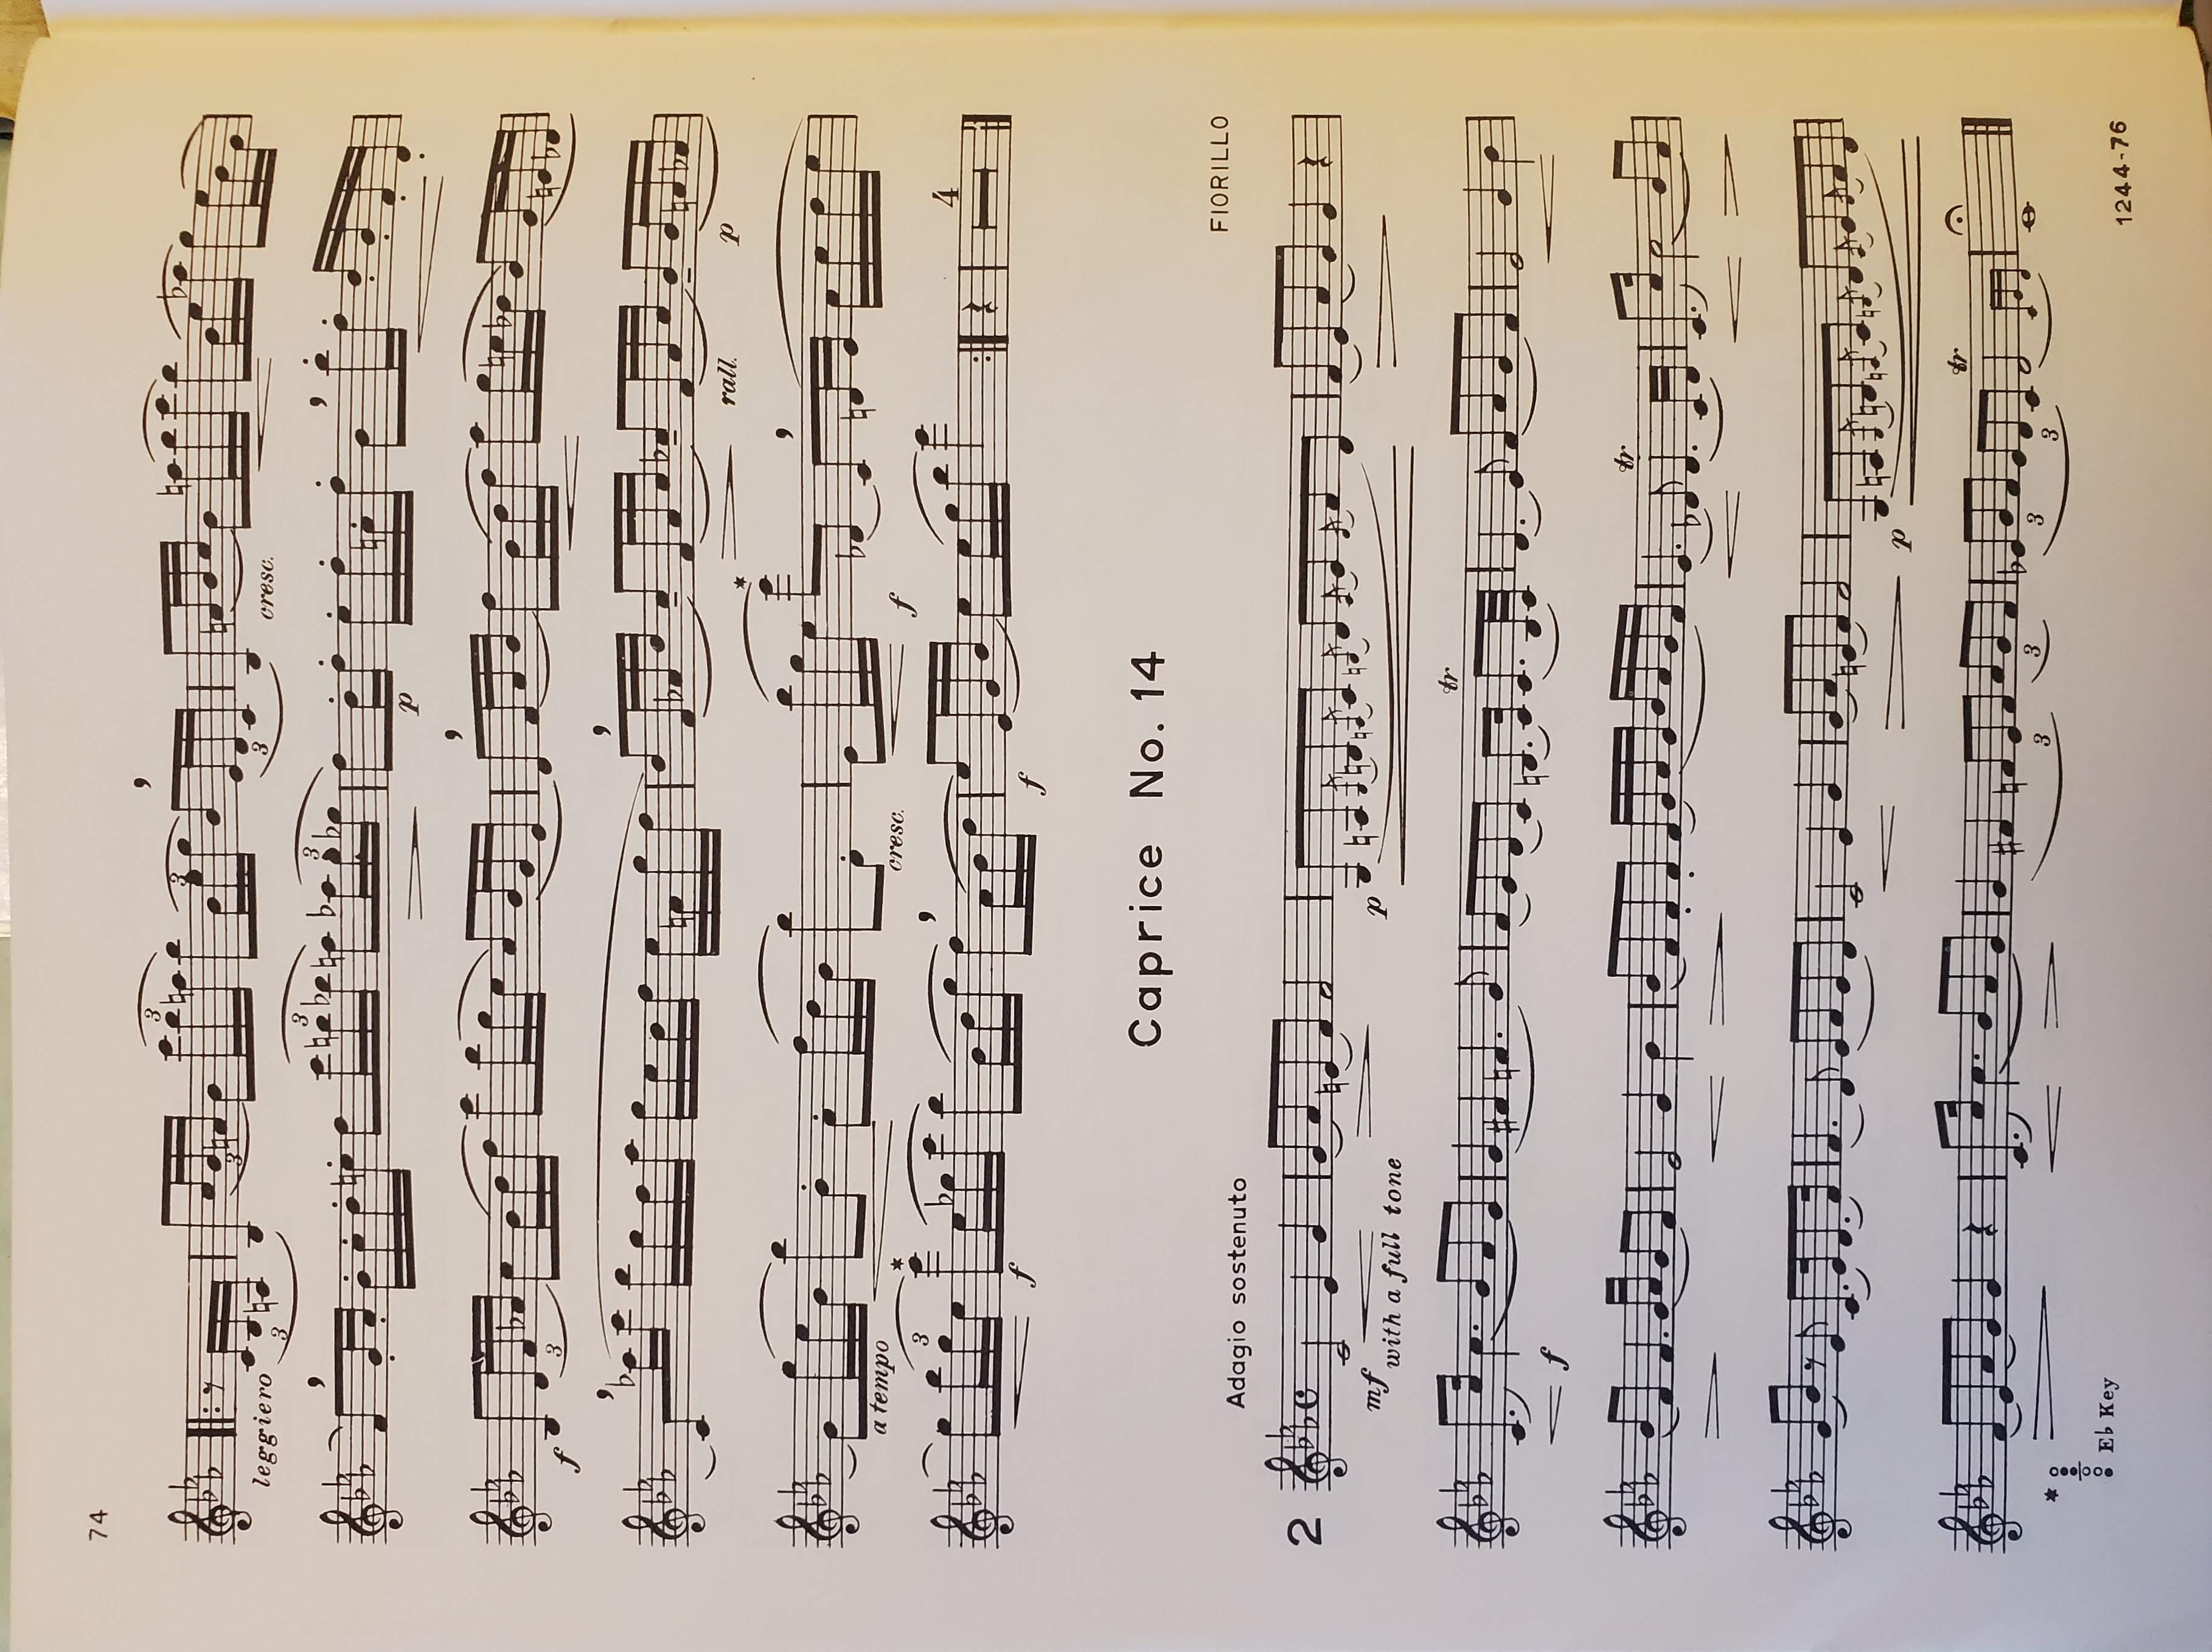 74
3 3
3 3 3
leggiero cresc.
3 3
p
3
f
rall. p
a tempo cresc. f
3 4
f f
Caprice No. 14
FIORILLO
Adagio sostenuto
2
mf p
with a full tone
tr
f
tr
p
tr
3 3 3 3
E♭ Key
1244-76